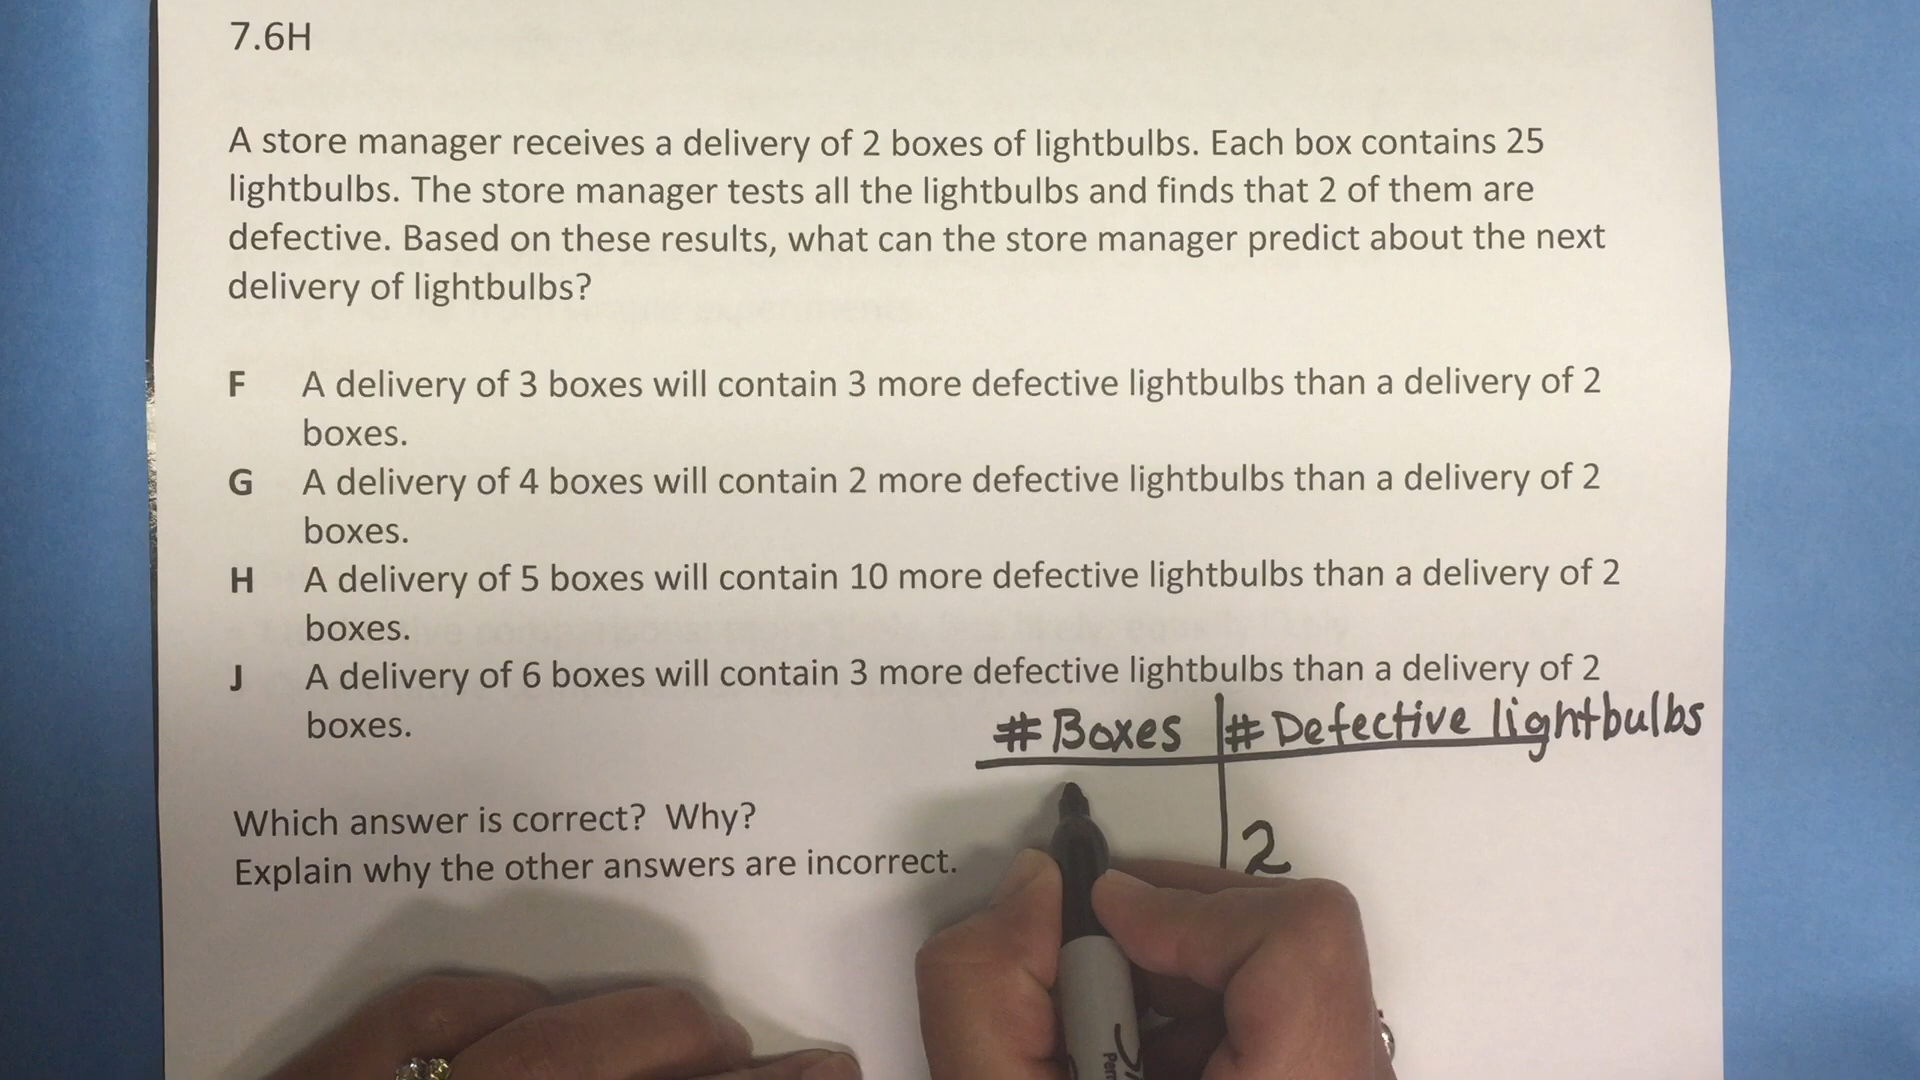 7.6H
A store manager receives a delivery of 2 boxes of lightbulbs. Each box contains 25
lightbulbs. The store manager tests all the lightbulbs and finds that 2 of them are
defective. Based on these results, what can the store manager predict about the next
delivery of lightbulbs?
F A delivery of 3 boxes will contain 3 more defective lightbulbs than a delivery of 2
boxes.
G A delivery of 4 boxes will contain 2 more defective lightbulbs than a delivery of 2
boxes.
H A delivery of 5 boxes will contain 10 more defective lightbulbs than a delivery of 2
boxes.
J A delivery of 6 boxes will contain 3 more defective lightbulbs than a delivery of 2
boxes.
# Boxes # Defective lightbulbs
2
Which answer is correct? Why?
Explain why the other answers are incorrect.